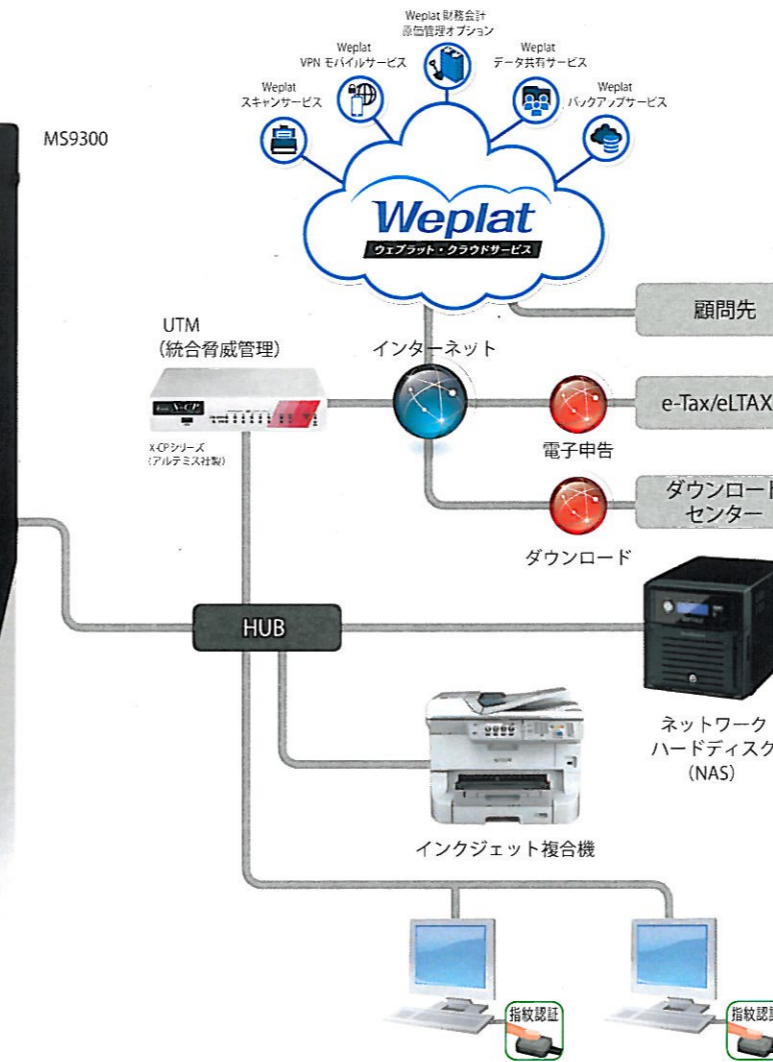 Weplat 財務会計
原価管理オプション
Weplat
VPN モバイルサービス
Weplat
データ共有サービス
Weplat
スキャンサービス
Weplat
バックアップサービス
MS9300
Weplat
ウェプラット・クラウドサービス
顧問先
UTM
（統合脅威管理）
インターネット
X-CP
e-Tax/eLTAX
X-CPシリーズ
（アルテミス社製）
電子申告
ダウンロード
センター
ダウンロード
HUB
ネットワーク
ハードディスク
（NAS）
インクジェット複合機
指紋認証
指紋認証